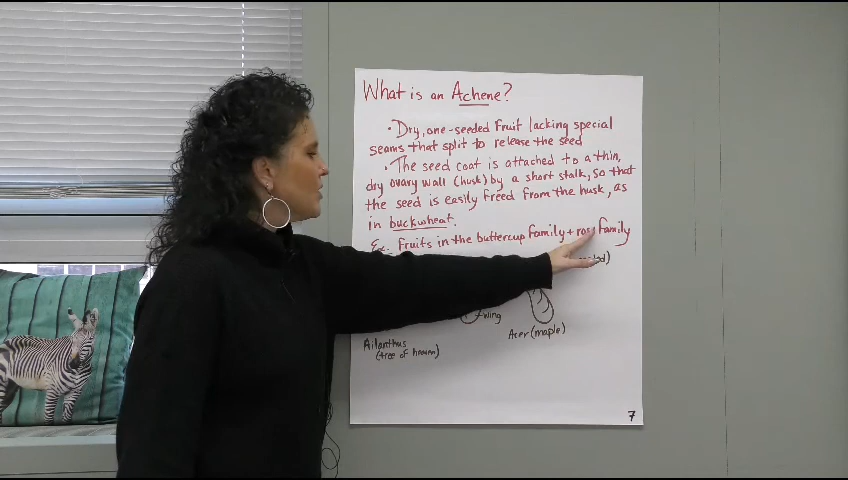 What is an Achene?
• Dry, one-seeded fruit lacking special
seams that split to release the seed
• The seed coat is attached to a thin,
dry ovary wall (husk) by a short stalk, so that
the seed is easily freed from the husk, as
in buckwheat.
Ex. Fruits in the buttercup family + rose family
wing
Acer (maple)
Ailanthus
(tree of heaven)
7